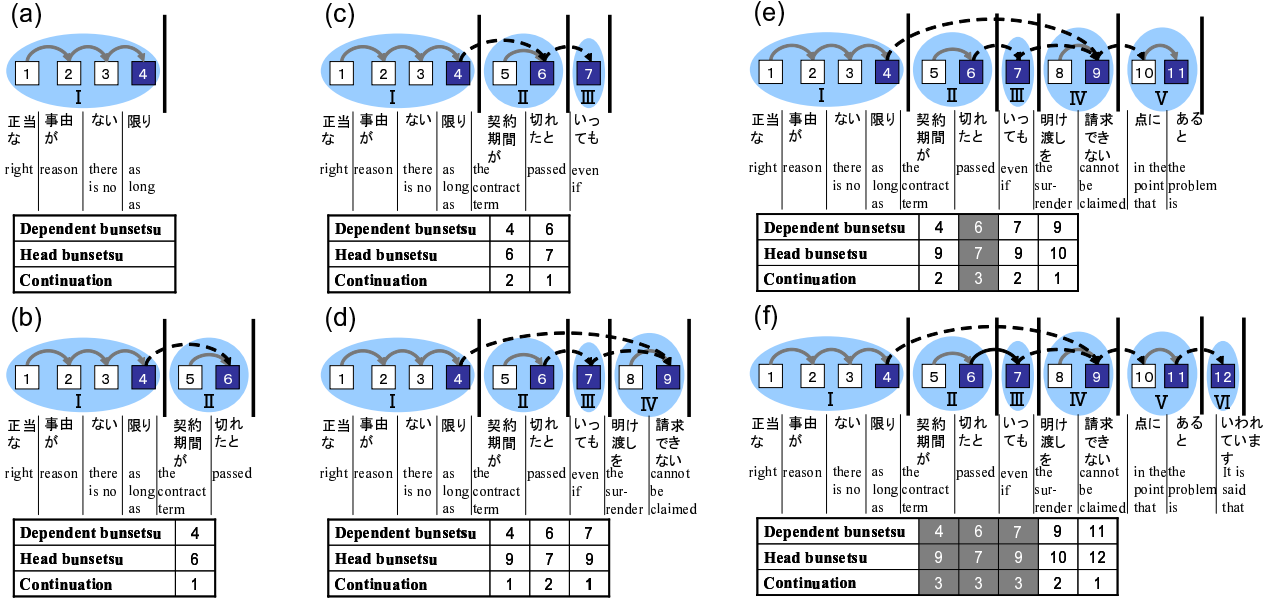 (a)
1 2 3 4
I
正当 事由 ない 限り
な が
right reason there as
is no long
as
Dependent bunsetsu
Head bunsetsu
Continuation
(b)
1 2 3 4 5 6
I II
正当 事由 ない 限り 契約 切れ
な が 期間 たと
が
right reason there as the passed
is no long contract
as term
Dependent bunsetsu 4
Head bunsetsu 6
Continuation 1
(c)
1 2 3 4 5 6 7
I II III
正当 事由 ない 限り 契約 切れ いっ
な が 期間 たと ても
が
right reason there as the passed even
is no long contract if
as term
Dependent bunsetsu 4 6
Head bunsetsu 6 7
Continuation 2 1
(d)
1 2 3 4 5 6 7 8 9
I II III IV
正当 事由 ない 限り 契約 切れ いっ 明け 請求
な が 期間 たと ても 渡し でき
が を ない
right reason there as the passed even the cannot
is no long contract if sur- be
as term render claimed
Dependent bunsetsu 4 6 7
Head bunsetsu 9 7 9
Continuation 1 2 1
(e)
1 2 3 4 5 6 7 8 9 10 11
I II III IV V
正当 事由 ない 限り 契約 切れ いっ 明け 請求 点に ある
な が 期間 たと ても 渡し でき と
が を ない
right reason there as the passed even the cannot in the the
is no long contract if sur- be point problem
as term render claimed that is
Dependent bunsetsu 4 6 7 9
Head bunsetsu 9 7 9 10
Continuation 2 3 2 1
(f)
1 2 3 4 5 6 7 8 9 10 11 12
I II III IV V VI
正当 事由 ない 限り 契約 切れ いっ 明け 請求 点に ある いわれ
な が 期間 たと ても 渡し でき と ていま
が を ない す
right reason there as the passed even the cannot in the the It is
is no long contract if sur- be point problem said
as term render claimed that is that
Dependent bunsetsu 4 6 7 9 11
Head bunsetsu 9 7 9 10 12
Continuation 3 3 3 2 1